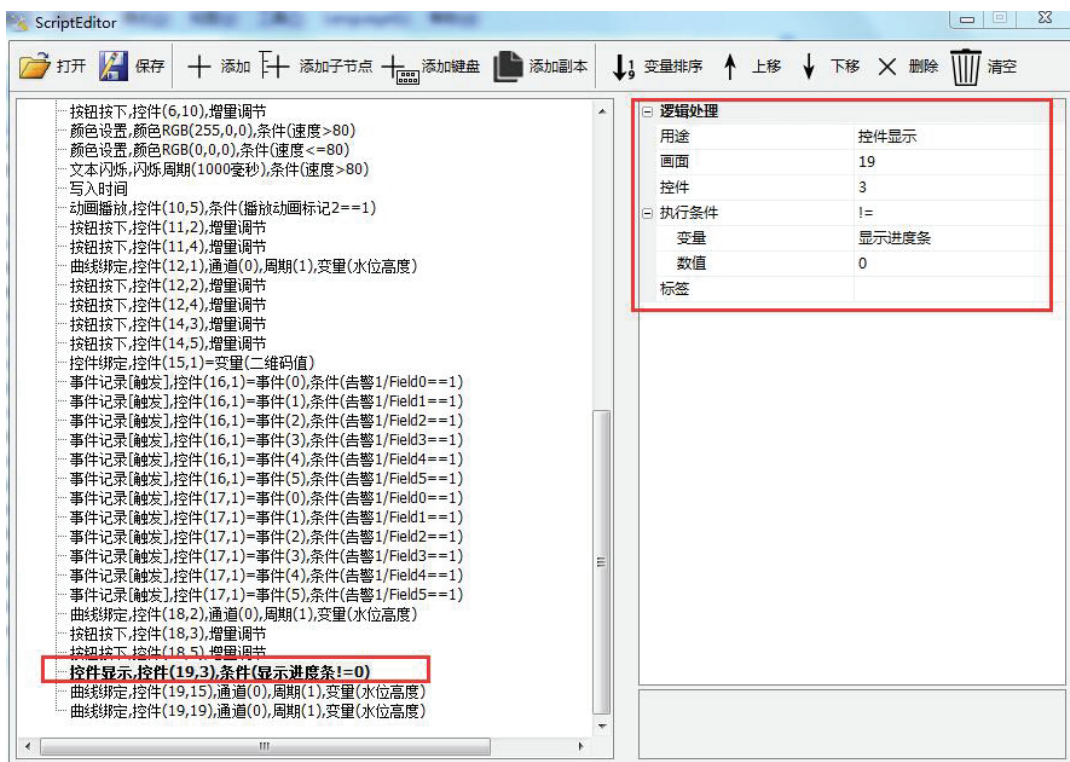 ScriptEditor
打开 保存 添加 添加子节点 添加键盘 添加副本 变量排序 上移 下移 删除 清空
按钮按下,控件(6,10),增量调节
颜色设置,颜色RGB(255,0,0),条件(速度>80)
颜色设置,颜色RGB(0,0,0),条件(速度<=80)
文本闪烁,闪烁周期(1000毫秒),条件(速度>80)
写入时间
动画播放,控件(10,5),条件(播放动画标记2==1)
按钮按下,控件(11,2),增量调节
按钮按下,控件(11,4),增量调节
曲线绑定,控件(12,1),通道(0),周期(1),变量(水位高度)
按钮按下,控件(12,2),增量调节
按钮按下,控件(12,4),增量调节
按钮按下,控件(14,3),增量调节
按钮按下,控件(14,5),增量调节
控件绑定,控件(15,1)=变量(二维码值)
事件记录[触发],控件(16,1)=事件(0),条件(告警1/Field0==1)
事件记录[触发],控件(16,1)=事件(1),条件(告警1/Field1==1)
事件记录[触发],控件(16,1)=事件(2),条件(告警1/Field2==1)
事件记录[触发],控件(16,1)=事件(3),条件(告警1/Field3==1)
事件记录[触发],控件(16,1)=事件(4),条件(告警1/Field4==1)
事件记录[触发],控件(16,1)=事件(5),条件(告警1/Field5==1)
事件记录[触发],控件(17,1)=事件(0),条件(告警1/Field0==1)
事件记录[触发],控件(17,1)=事件(1),条件(告警1/Field1==1)
事件记录[触发],控件(17,1)=事件(2),条件(告警1/Field2==1)
事件记录[触发],控件(17,1)=事件(3),条件(告警1/Field3==1)
事件记录[触发],控件(17,1)=事件(4),条件(告警1/Field4==1)
事件记录[触发],控件(17,1)=事件(5),条件(告警1/Field5==1)
曲线绑定,控件(18,2),通道(0),周期(1),变量(水位高度)
按钮按下,控件(18,3),增量调节
按钮按下,控件(18,5),增量调节
控件显示,控件(19,3),条件(显示进度条!=0)
曲线绑定,控件(19,15),通道(0),周期(1),变量(水位高度)
曲线绑定,控件(19,19),通道(0),周期(1),变量(水位高度)
逻辑处理
用途 控件显示
画面 19
控件 3
执行条件 !=
变量 显示进度条
数值 0
标签